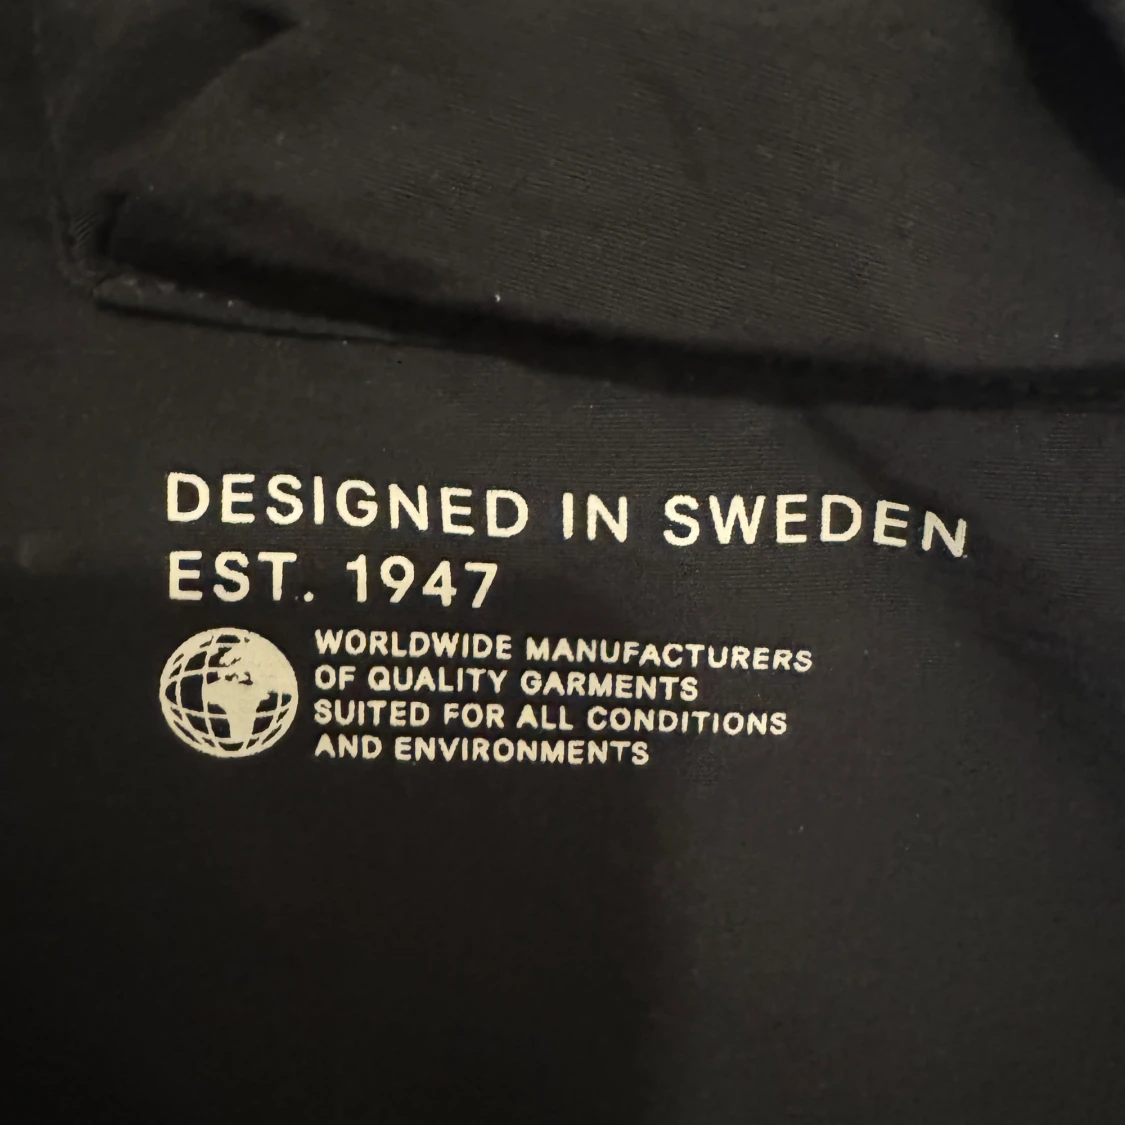 DESIGNED IN SWEDEN
EST. 1947
WORLDWIDE MANUFACTURERS
OF QUALITY GARMENTS
SUITED FOR ALL CONDITIONS
AND ENVIRONMENTS